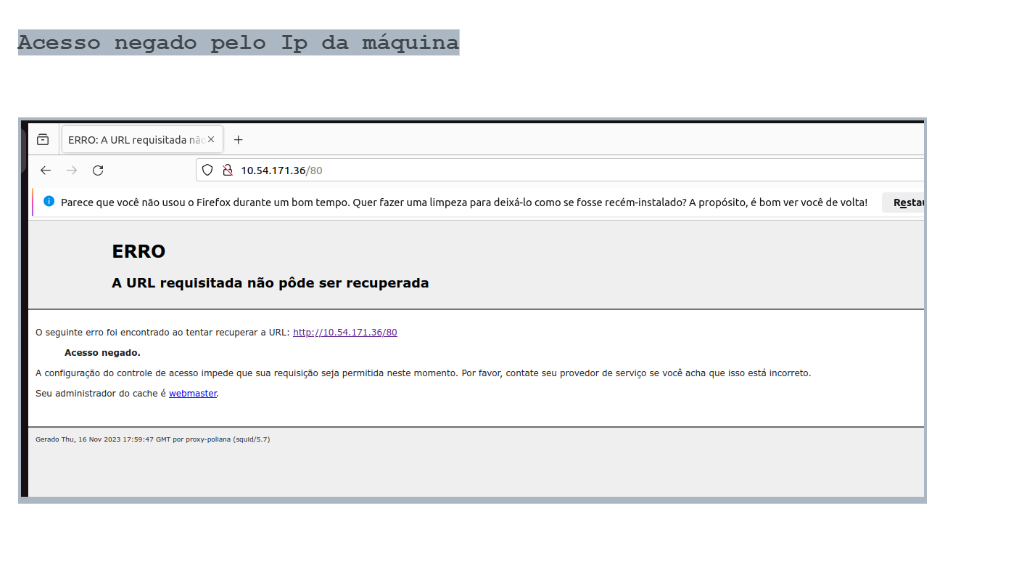 Acesso negado pelo Ip da máquina
ERRO: A URL requisitada não
10.54.171.36/80
Parece que você não usou o Firefox durante um bom tempo. Quer fazer uma limpeza para deixá-lo como se fosse recém-instalado? A propósito, é bom ver você de volta! Restau
ERRO
A URL requisitada não pôde ser recuperada
O seguinte erro foi encontrado ao tentar recuperar a URL: http://10.54.171.36/80
Acesso negado.
A configuração do controle de acesso impede que sua requisição seja permitida neste momento. Por favor, contate seu provedor de serviço se você acha que isso está incorreto.
Seu administrador do cache é webmaster.
Gerado Thu, 16 Nov 2023 17:59:47 GMT por proxy-poliana (squid/5.7)